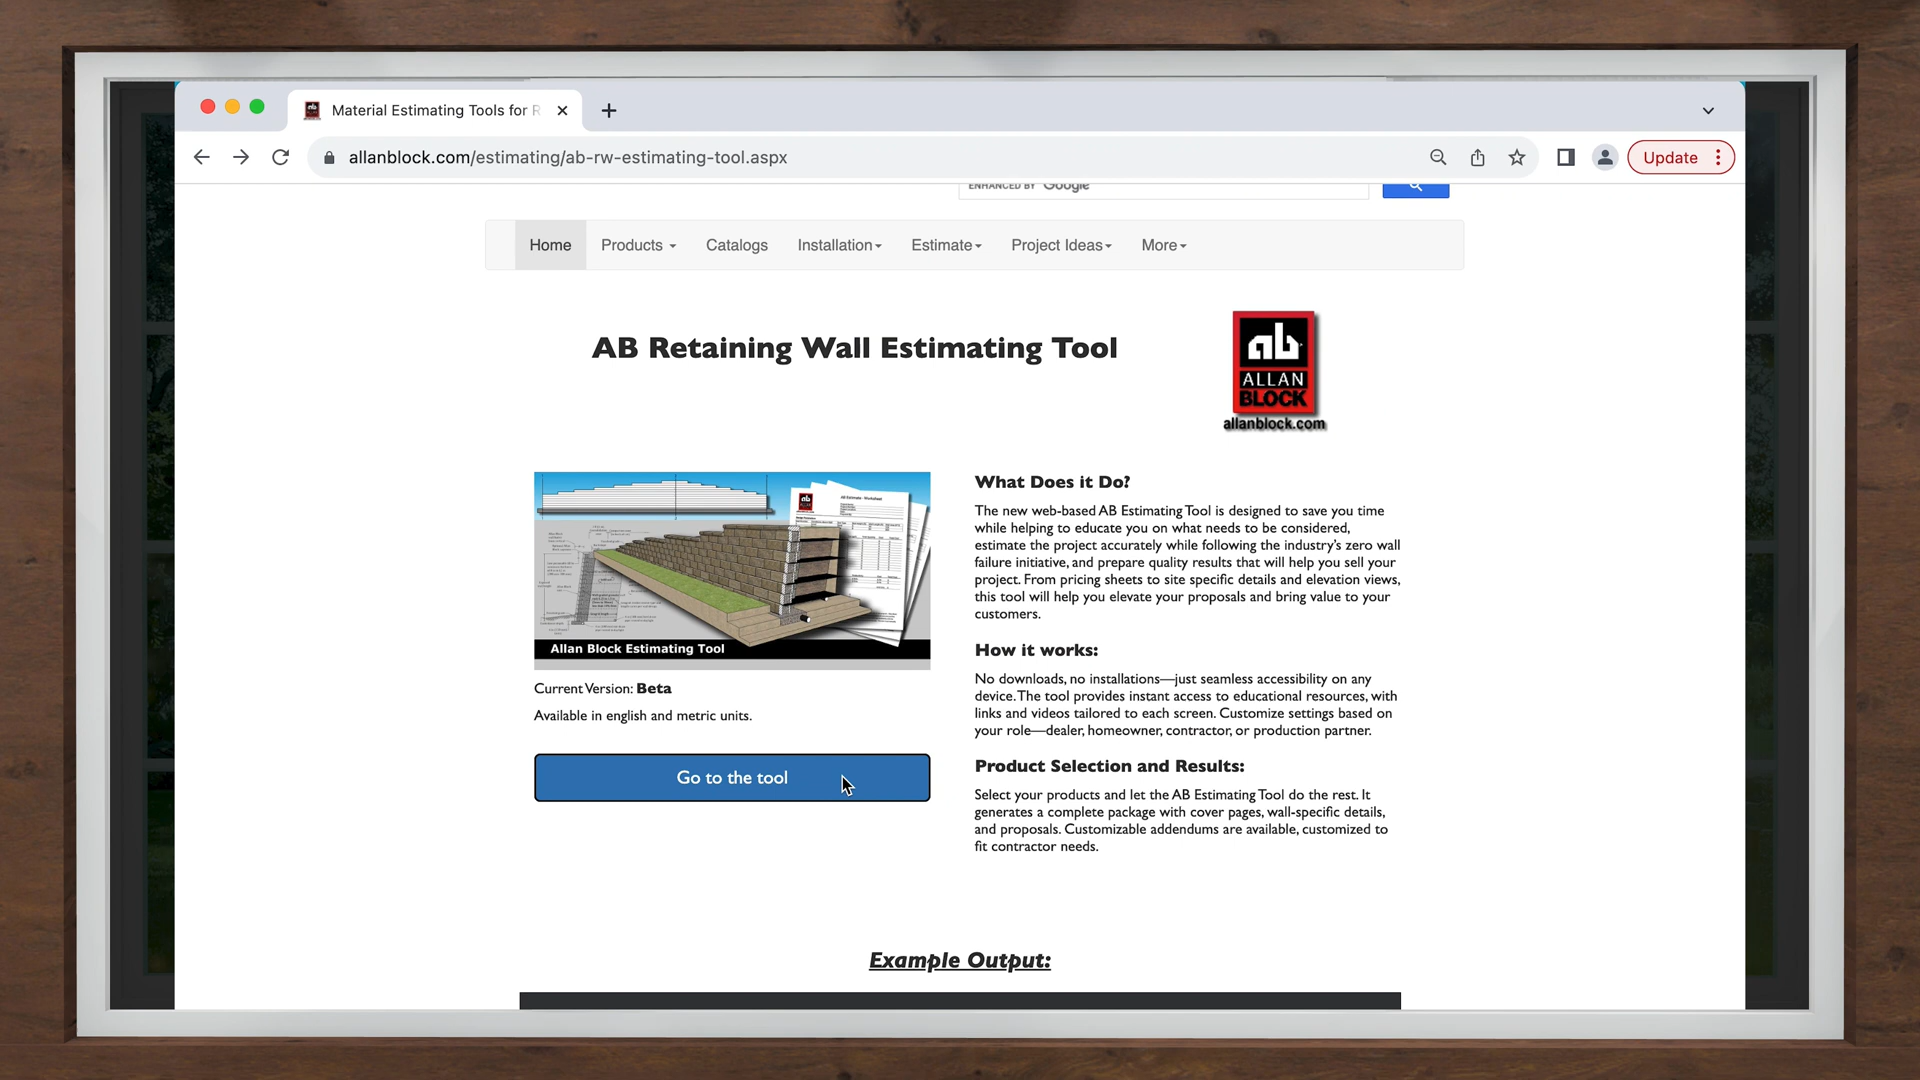 Material Estimating Tools for R
allanblock.com/estimating/ab-rw-estimating-tool.aspx
Update
ENHANCED BY Google
Home Products Catalogs Installation Estimate Project Ideas More
AB Retaining Wall Estimating Tool
ab
ALLAN
BLOCK
allanblock.com
Allan Block Estimating Tool
Current Version: Beta
Available in english and metric units.
Go to the tool
What Does it Do?
The new web-based AB Estimating Tool is designed to save you time
while helping to educate you on what needs to be considered,
estimate the project accurately while following the industry's zero wall
failure initiative, and prepare quality results that will help you sell your
project. From pricing sheets to site specific details and elevation views,
this tool will help you elevate your proposals and bring value to your
customers.
How it works:
No downloads, no installations—just seamless accessibility on any
device. The tool provides instant access to educational resources, with
links and videos tailored to each screen. Customize settings based on
your role—dealer, homeowner, contractor, or production partner.
Product Selection and Results:
Select your products and let the AB Estimating Tool do the rest. It
generates a complete package with cover pages, wall-specific details,
and proposals. Customizable addendums are available, customized to
fit contractor needs.
Example Output: